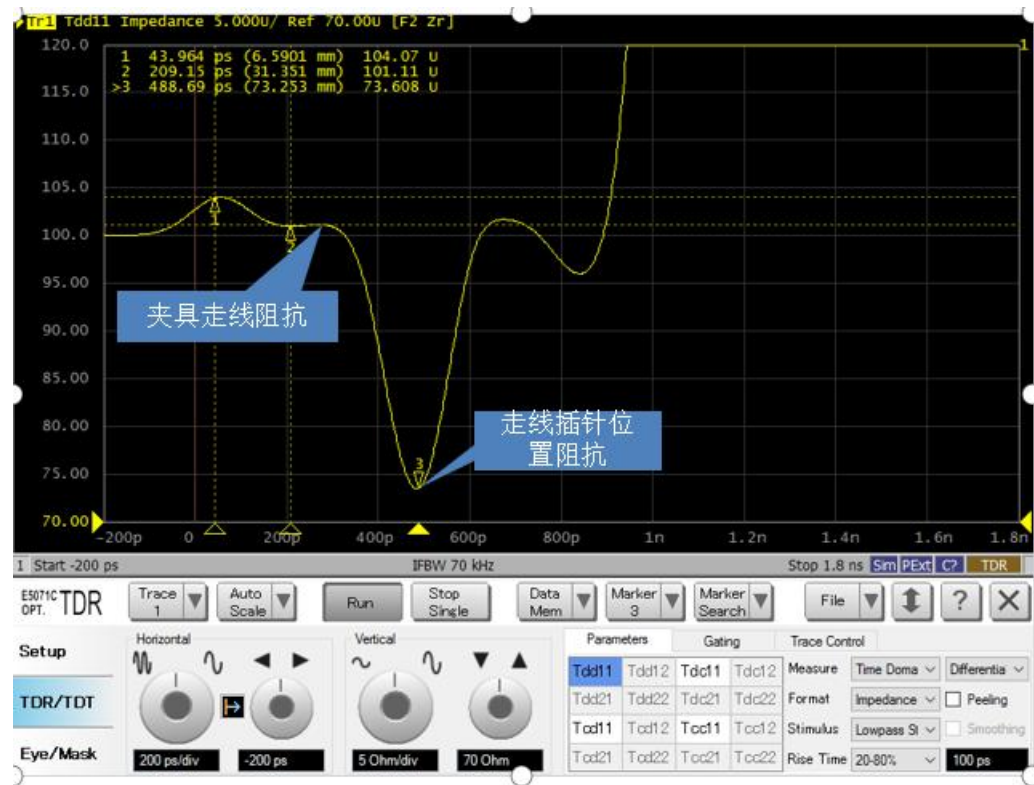 Tr1 Tdd11 Impedance 5.000U/ Ref 70.00U [F2 Zr]
120.0
1 43.964 ps (6.5901 mm) 104.07 U
2 209.15 ps (31.351 mm) 101.11 U
>3 488.69 ps (73.253 mm) 73.608 U
1
115.0
110.0
105.0
100.0
95.00
90.00
85.00
80.00
75.00
70.00
1
2
3
夹具走线阻抗
走线插针位
置阻抗
-200p 0 200p 400p 600p 800p 1n 1.2n 1.4n 1.6n 1.8n
1 Start -200 ps IFBW 70 kHz Stop 1.8 ns Sim PExt C? TDR
E5071C
OPT. TDR
Trace
1
Auto
Scale
Run
Stop
Single
Data
Mem
Marker
3
Marker
Search
File
?
Setup
TDR/TDT
Eye/Mask
Horizontal
200 ps/div
-200 ps
Vertical
5 Ohm/div
70 Ohm
Parameters Gating Trace Control
Tdd11 Tdd12 Tdc11 Tdc12
Tdd21 Tdd22 Tdc21 Tdc22
Tcd11 Tcd12 Tcc11 Tcc12
Tcd21 Tcd22 Tcc21 Tcc22
Measure Time Doma Differentia
Format Impedance Peeling
Stimulus Lowpass St Smoothing
Rise Time 20-80% 100 ps